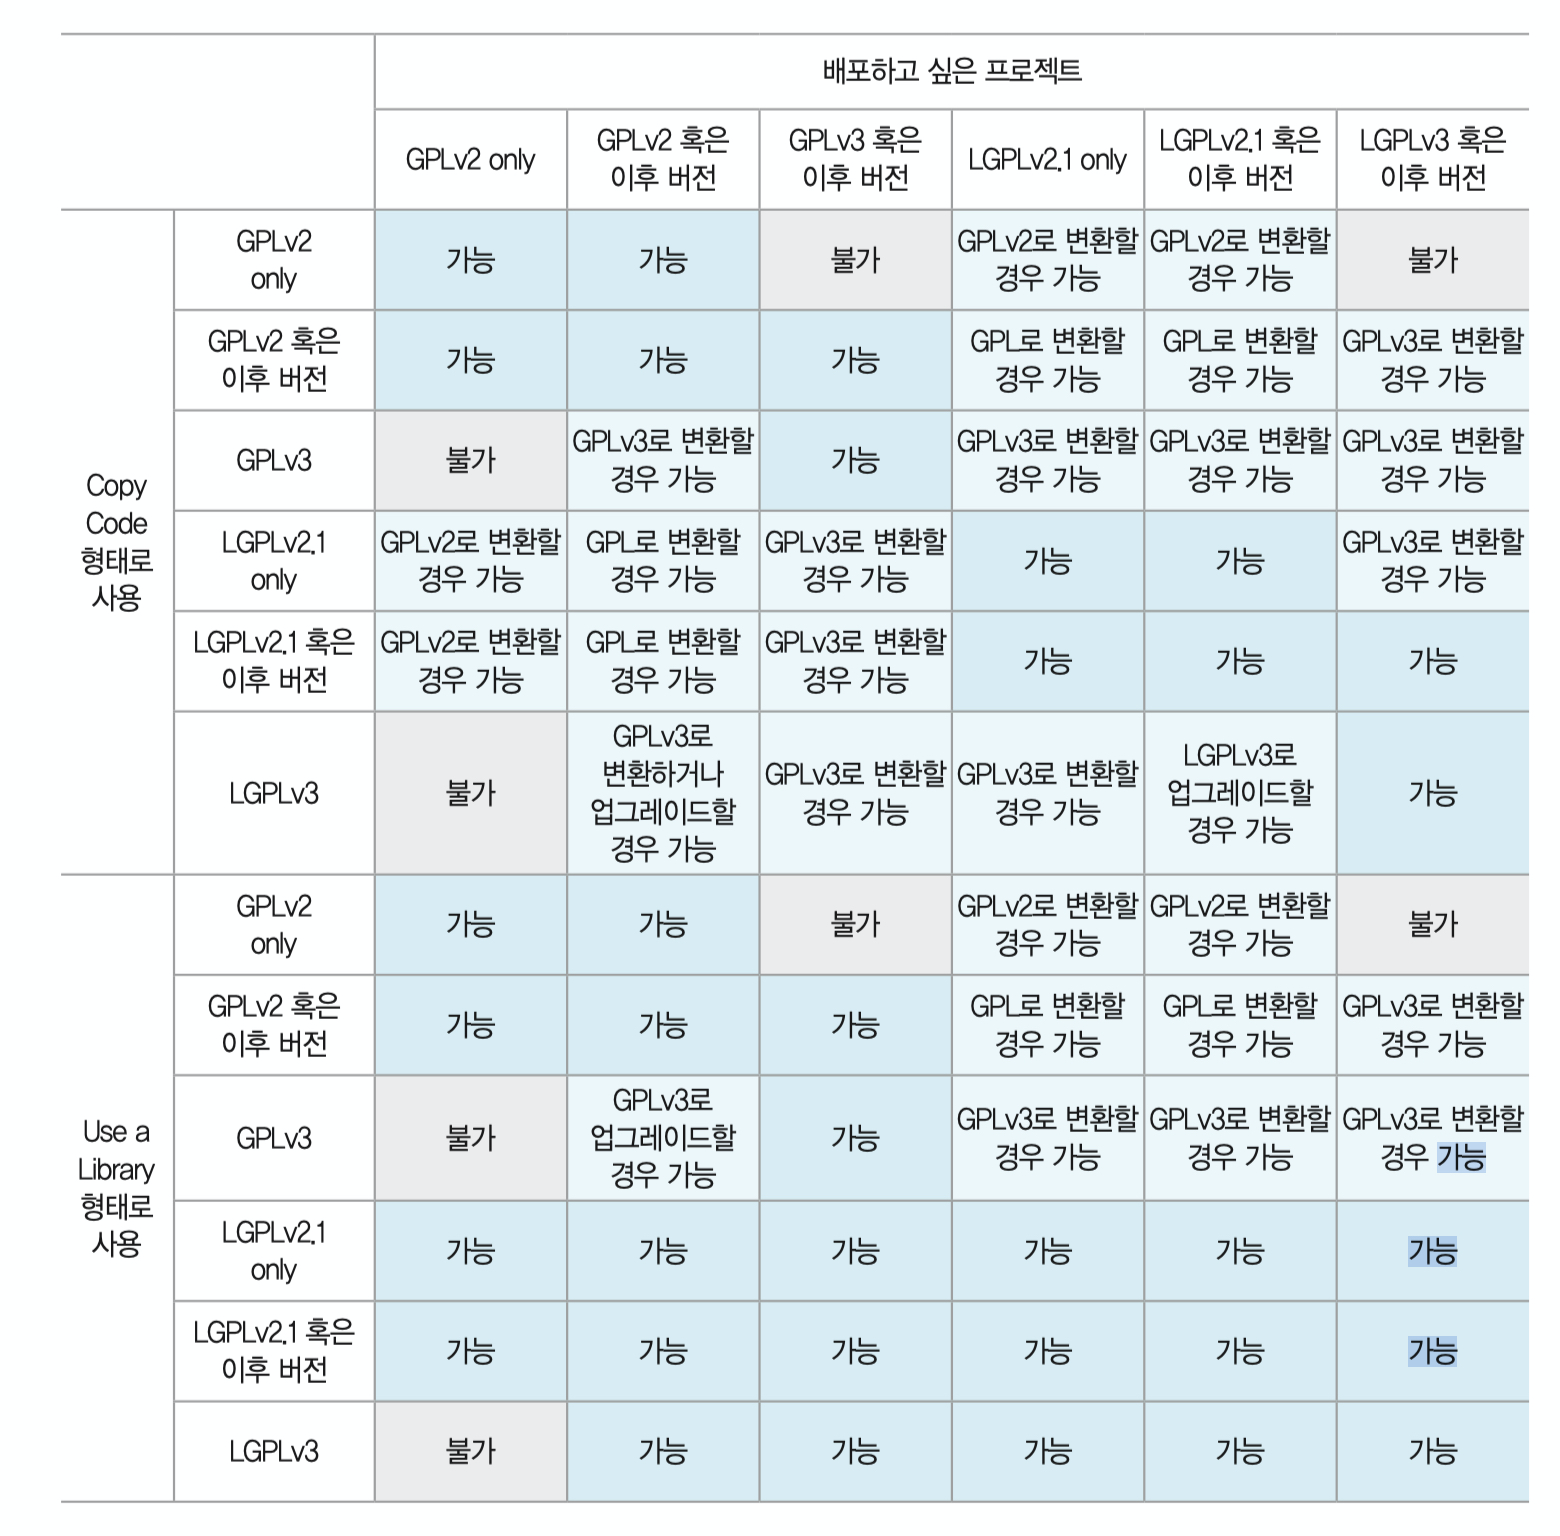 배포하고 싶은 프로젝트
GPLv2 only
GPLv2 혹은
이후 버전
GPLv3 혹은
이후 버전
LGPLv2.1 only
LGPLv2.1 혹은
이후 버전
LGPLv3 혹은
이후 버전
Copy
Code
형태로
사용
GPLv2
only
가능
가능
불가
GPLv2로 변환할
경우 가능
GPLv2로 변환할
경우 가능
불가
GPLv2 혹은
이후 버전
가능
가능
가능
GPL로 변환할
경우 가능
GPL로 변환할
경우 가능
GPLv3로 변환할
경우 가능
GPLv3
불가
GPLv3로 변환할
경우 가능
가능
GPLv3로 변환할
경우 가능
GPLv3로 변환할
경우 가능
GPLv3로 변환할
경우 가능
LGPLv2.1
only
GPLv2로 변환할
경우 가능
GPL로 변환할
경우 가능
GPLv3로 변환할
경우 가능
가능
가능
GPLv3로 변환할
경우 가능
LGPLv2.1 혹은
이후 버전
GPLv2로 변환할
경우 가능
GPL로 변환할
경우 가능
GPLv3로 변환할
경우 가능
가능
가능
가능
LGPLv3
불가
GPLv3로
변환하거나
업그레이드할
경우 가능
GPLv3로 변환할
경우 가능
GPLv3로 변환할
경우 가능
LGPLv3로
업그레이드할
경우 가능
가능
Use a
Library
형태로
사용
GPLv2
only
가능
가능
불가
GPLv2로 변환할
경우 가능
GPLv2로 변환할
경우 가능
불가
GPLv2 혹은
이후 버전
가능
가능
가능
GPL로 변환할
경우 가능
GPL로 변환할
경우 가능
GPLv3로 변환할
경우 가능
GPLv3
불가
GPLv3로
업그레이드할
경우 가능
가능
GPLv3로 변환할
경우 가능
GPLv3로 변환할
경우 가능
GPLv3로 변환할
경우 가능
LGPLv2.1
only
가능
가능
가능
가능
가능
가능
LGPLv2.1 혹은
이후 버전
가능
가능
가능
가능
가능
가능
LGPLv3
불가
가능
가능
가능
가능
가능